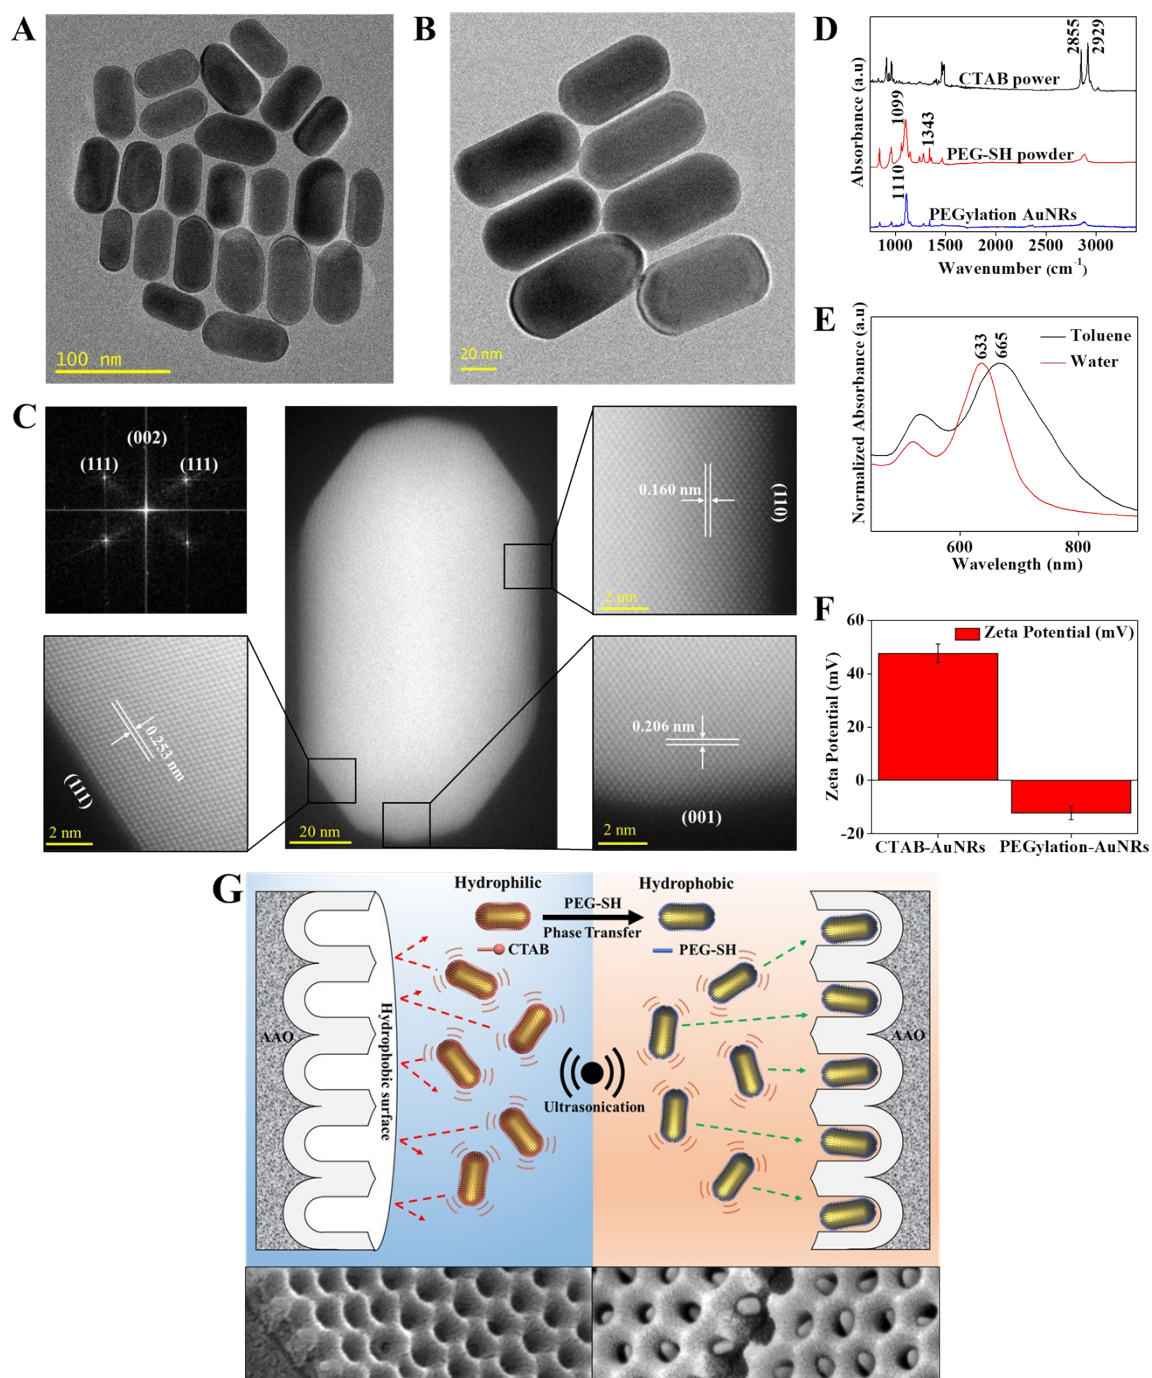 A
100 nm
B
20 nm
C
(002)
(111) (111)
0.160 nm
(110)
2 nm
0.253 nm
(111)
2 nm
20 nm
0.206 nm
(001)
2 nm
D
Absorbance (a.u)
2855
2929
CTAB power
1099
1343
PEG-SH powder
1110
PEGylation AuNRs
1000 1500 2000 2500 3000
Wavenumber (cm-1)
E
Normalized Absorbance (a.u)
633
665
Toluene
Water
600 800
Wavelength (nm)
F
Zeta Potential (mV)
60
40
20
0
-20
Zeta Potential (mV)
CTAB-AuNRs PEGylation-AuNRs
G
Hydrophilic
Hydrophobic
PEG-SH
Phase Transfer
CTAB
PEG-SH
AAO
Hydrophobic surface
Ultrasonication
AAO